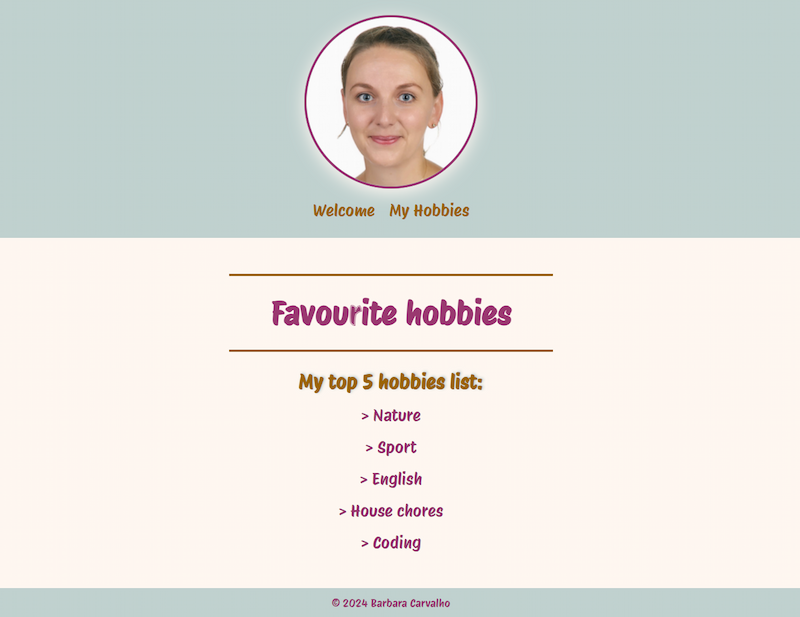 Welcome My Hobbies
Favourite hobbies
My top 5 hobbies list:
> Nature
> Sport
> English
> House chores
> Coding
© 2024 Barbara Carvalho